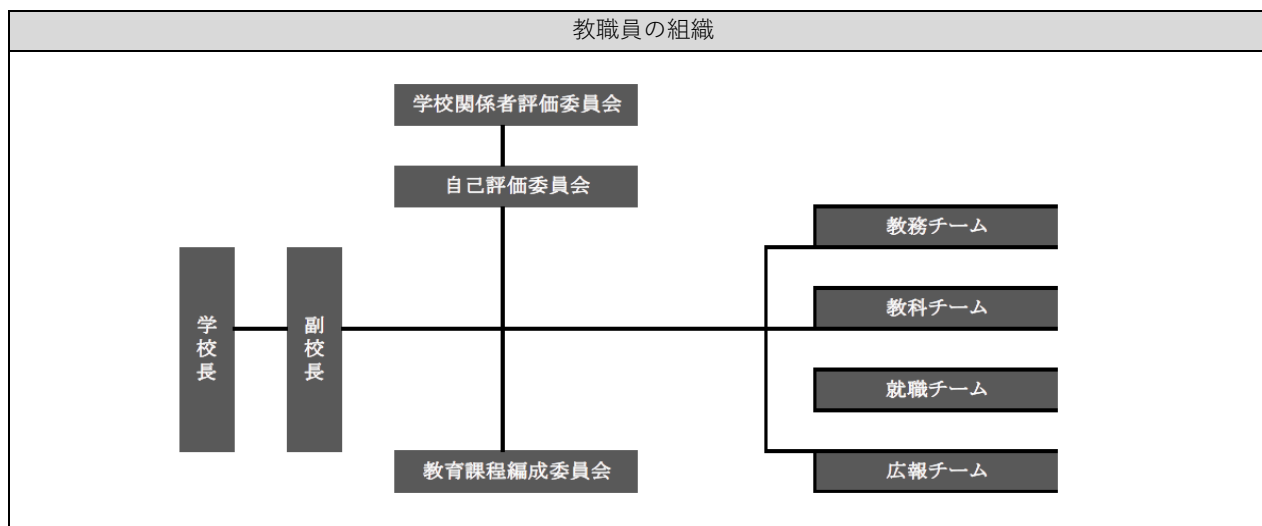 教職員の組織
学校関係者評価委員会
自己評価委員会
教務チーム
教科チーム
学校長
副校長
就職チーム
教育課程編成委員会
広報チーム